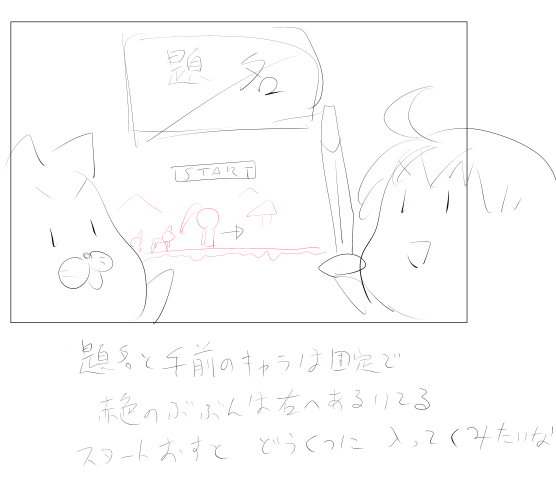 題名
START
題名と手前のキャラは固定で
赤色のぶぶんは右へあるいてる
スタートおすと どうくつに 入ってくみたいな